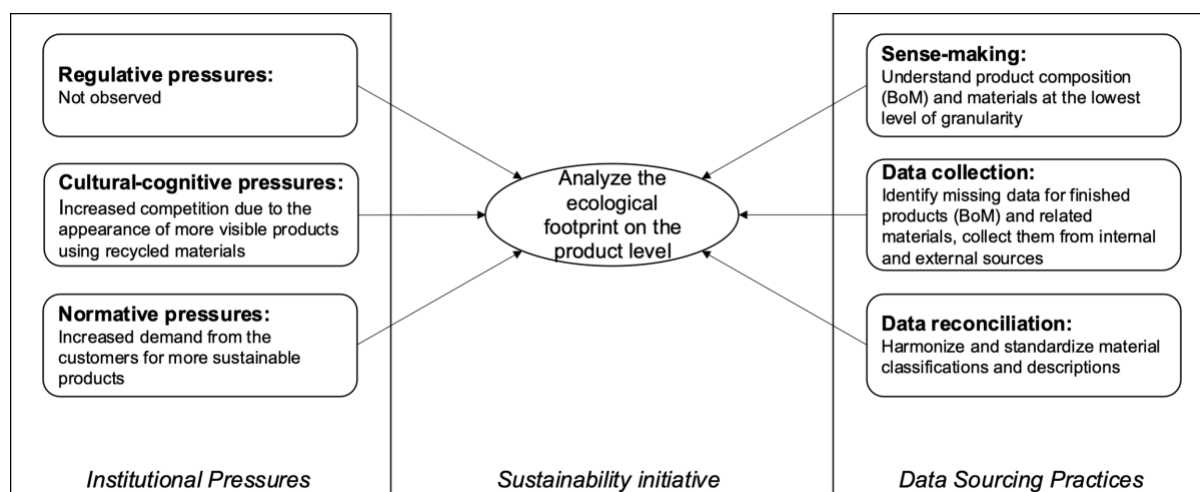 Regulative pressures:
Not observed
Cultural-cognitive pressures:
Increased competition due to the
appearance of more visible products
using recycled materials
Normative pressures:
Increased demand from the
customers for more sustainable
products
Institutional Pressures
Analyze the
ecological
footprint on the
product level
Sustainability initiative
Sense-making:
Understand product composition
(BoM) and materials at the lowest
level of granularity
Data collection:
Identify missing data for finished
products (BoM) and related
materials, collect them from internal
and external sources
Data reconciliation:
Harmonize and standardize material
classifications and descriptions
Data Sourcing Practices